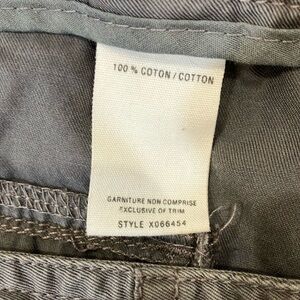 100 % COTON / COTTON
GARNITURE NON COMPRISE
EXCLUSIVE OF TRIM
STYLE X066454